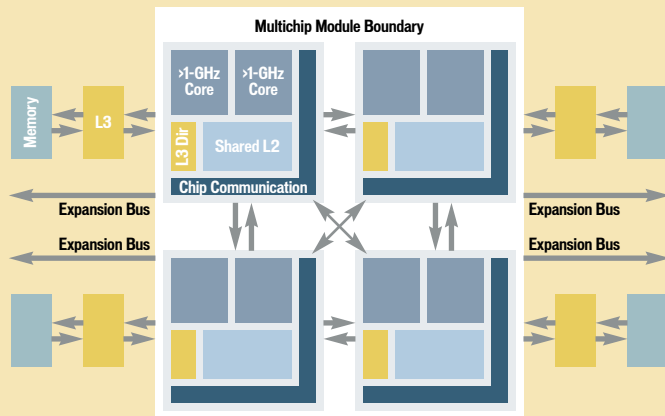 Multichip Module Boundary
>1-GHz
Core
>1-GHz
Core
Memory
L3
L3 Dir
Shared L2
Chip Communication
Expansion Bus
Expansion Bus
Expansion Bus
Expansion Bus